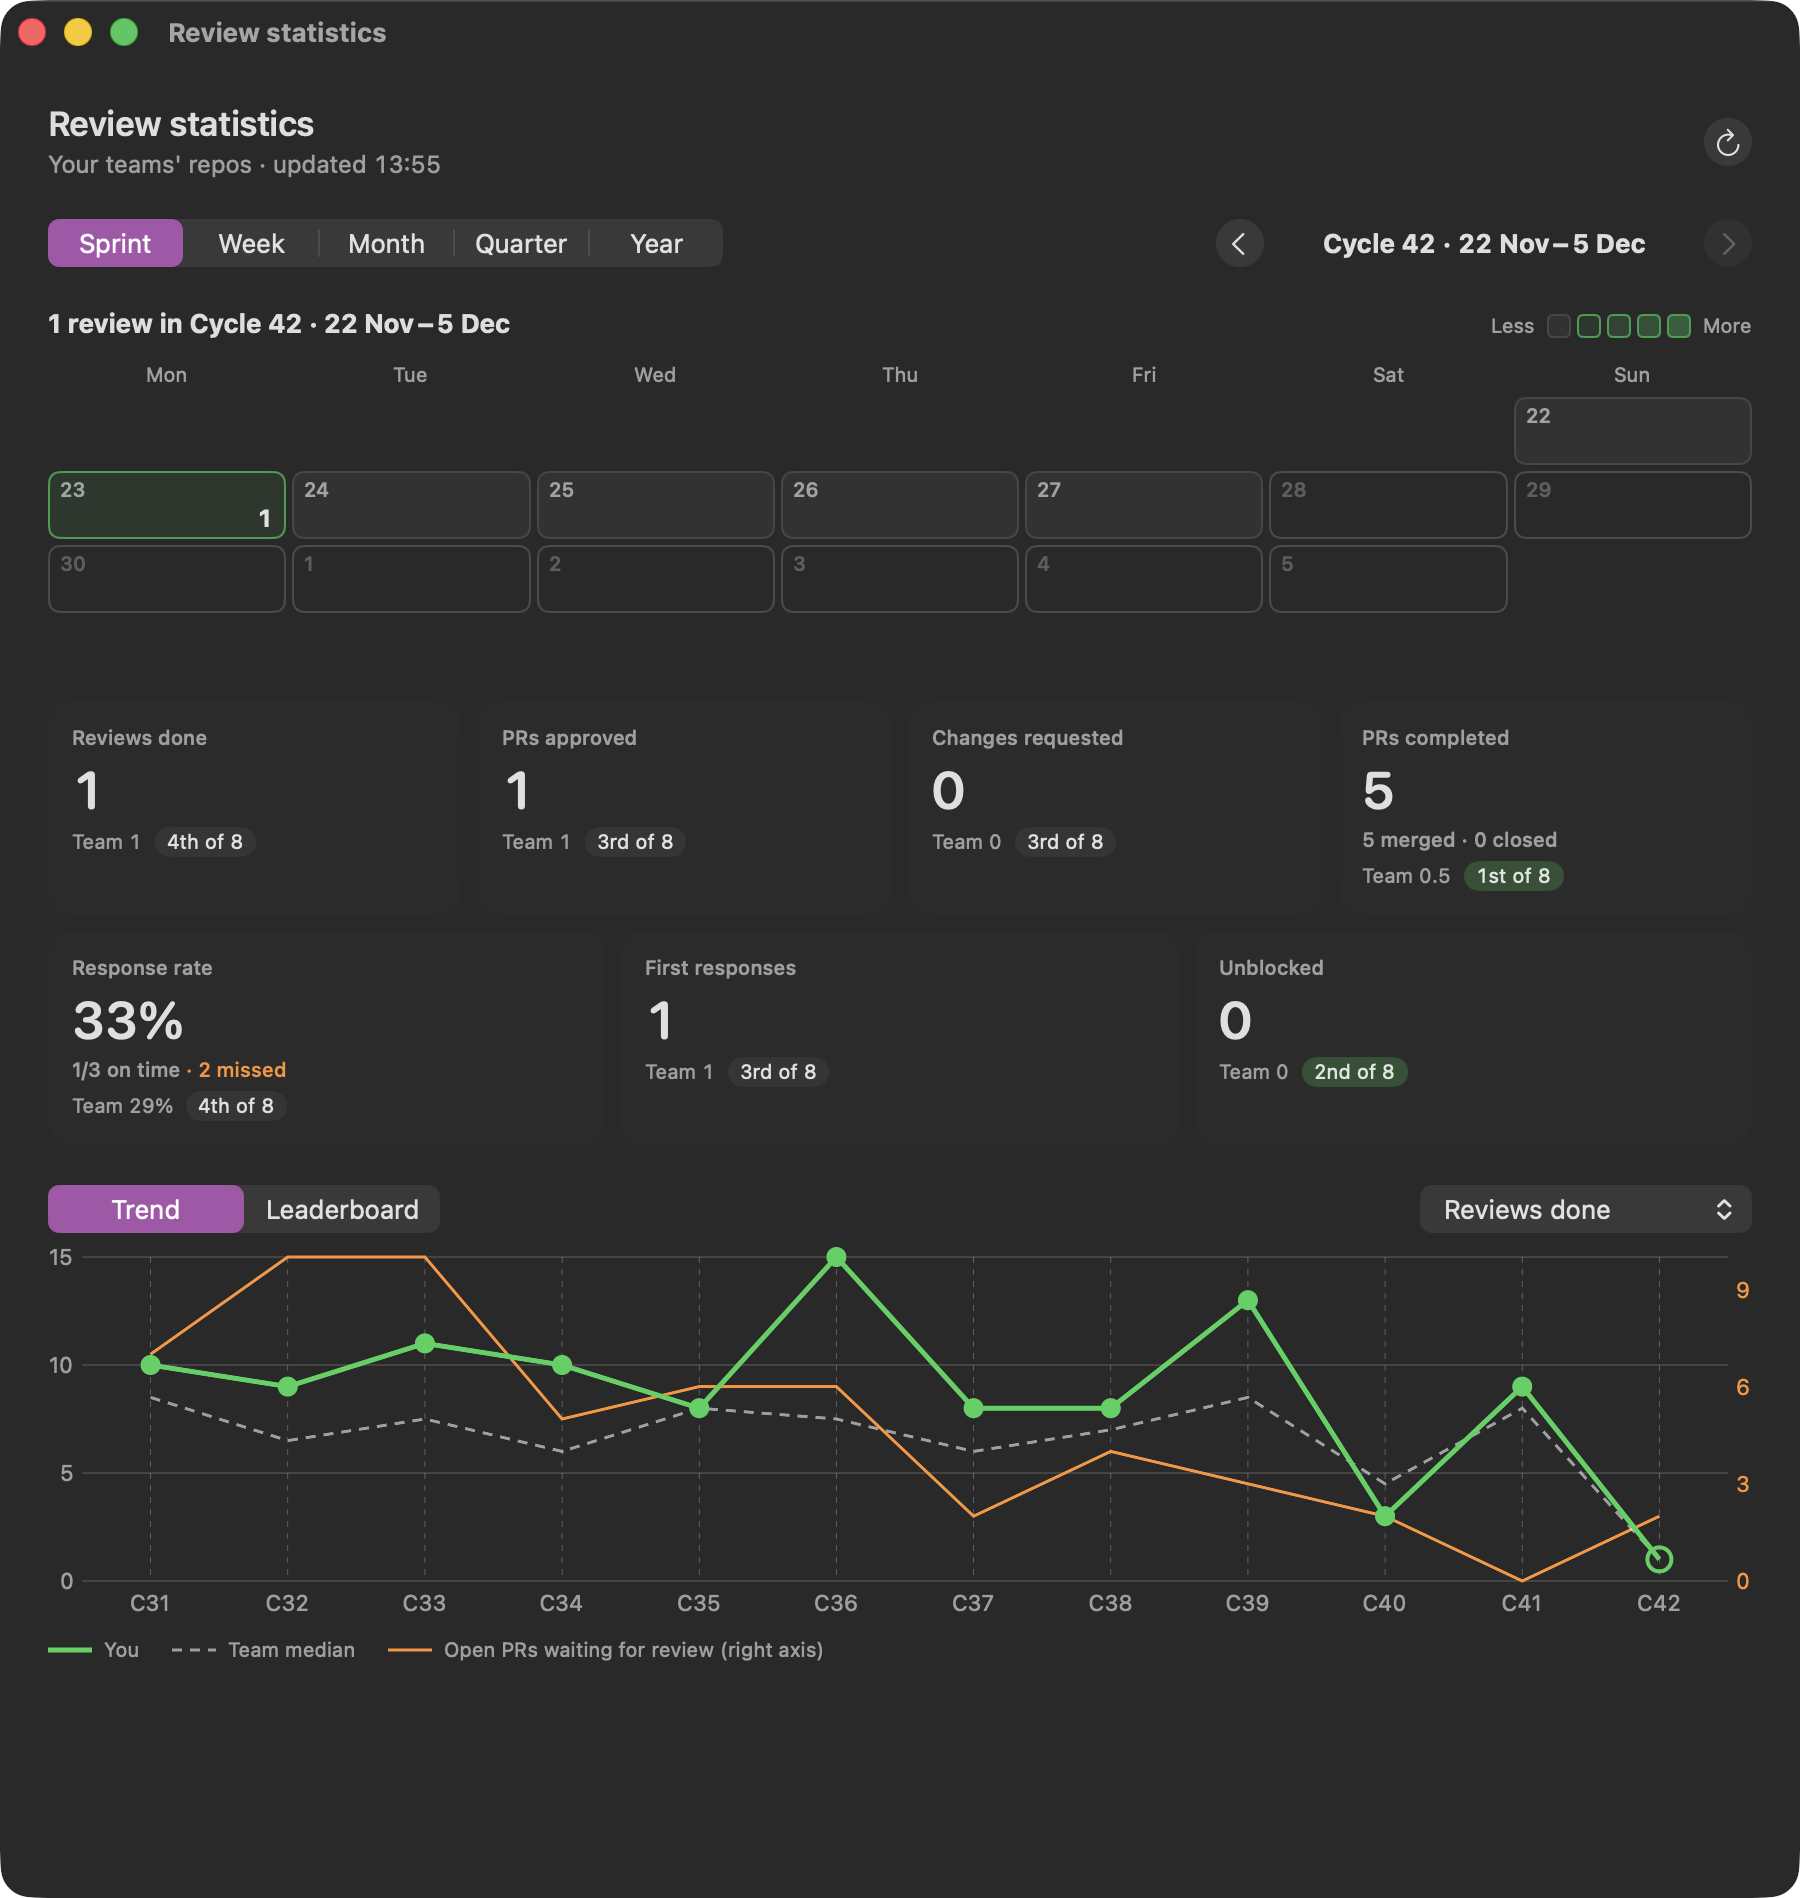 Review statistics
Review statistics
Your teams' repos · updated 13:55
Sprint Week Month Quarter Year
Cycle 42 · 22 Nov – 5 Dec
1 review in Cycle 42 · 22 Nov – 5 Dec
Less More
Mon Tue Wed Thu Fri Sat Sun
22
23 24 25 26 27 28 29
1
30 1 2 3 4 5
Reviews done
1
Team 1 4th of 8
PRs approved
1
Team 1 3rd of 8
Changes requested
0
Team 0 3rd of 8
PRs completed
5
5 merged · 0 closed
Team 0.5 1st of 8
Response rate
33%
1/3 on time · 2 missed
Team 29% 4th of 8
First responses
1
Team 1 3rd of 8
Unblocked
0
Team 0 2nd of 8
Trend Leaderboard
Reviews done
15
9
10
6
5
3
0
0
C31 C32 C33 C34 C35 C36 C37 C38 C39 C40 C41 C42
You Team median Open PRs waiting for review (right axis)